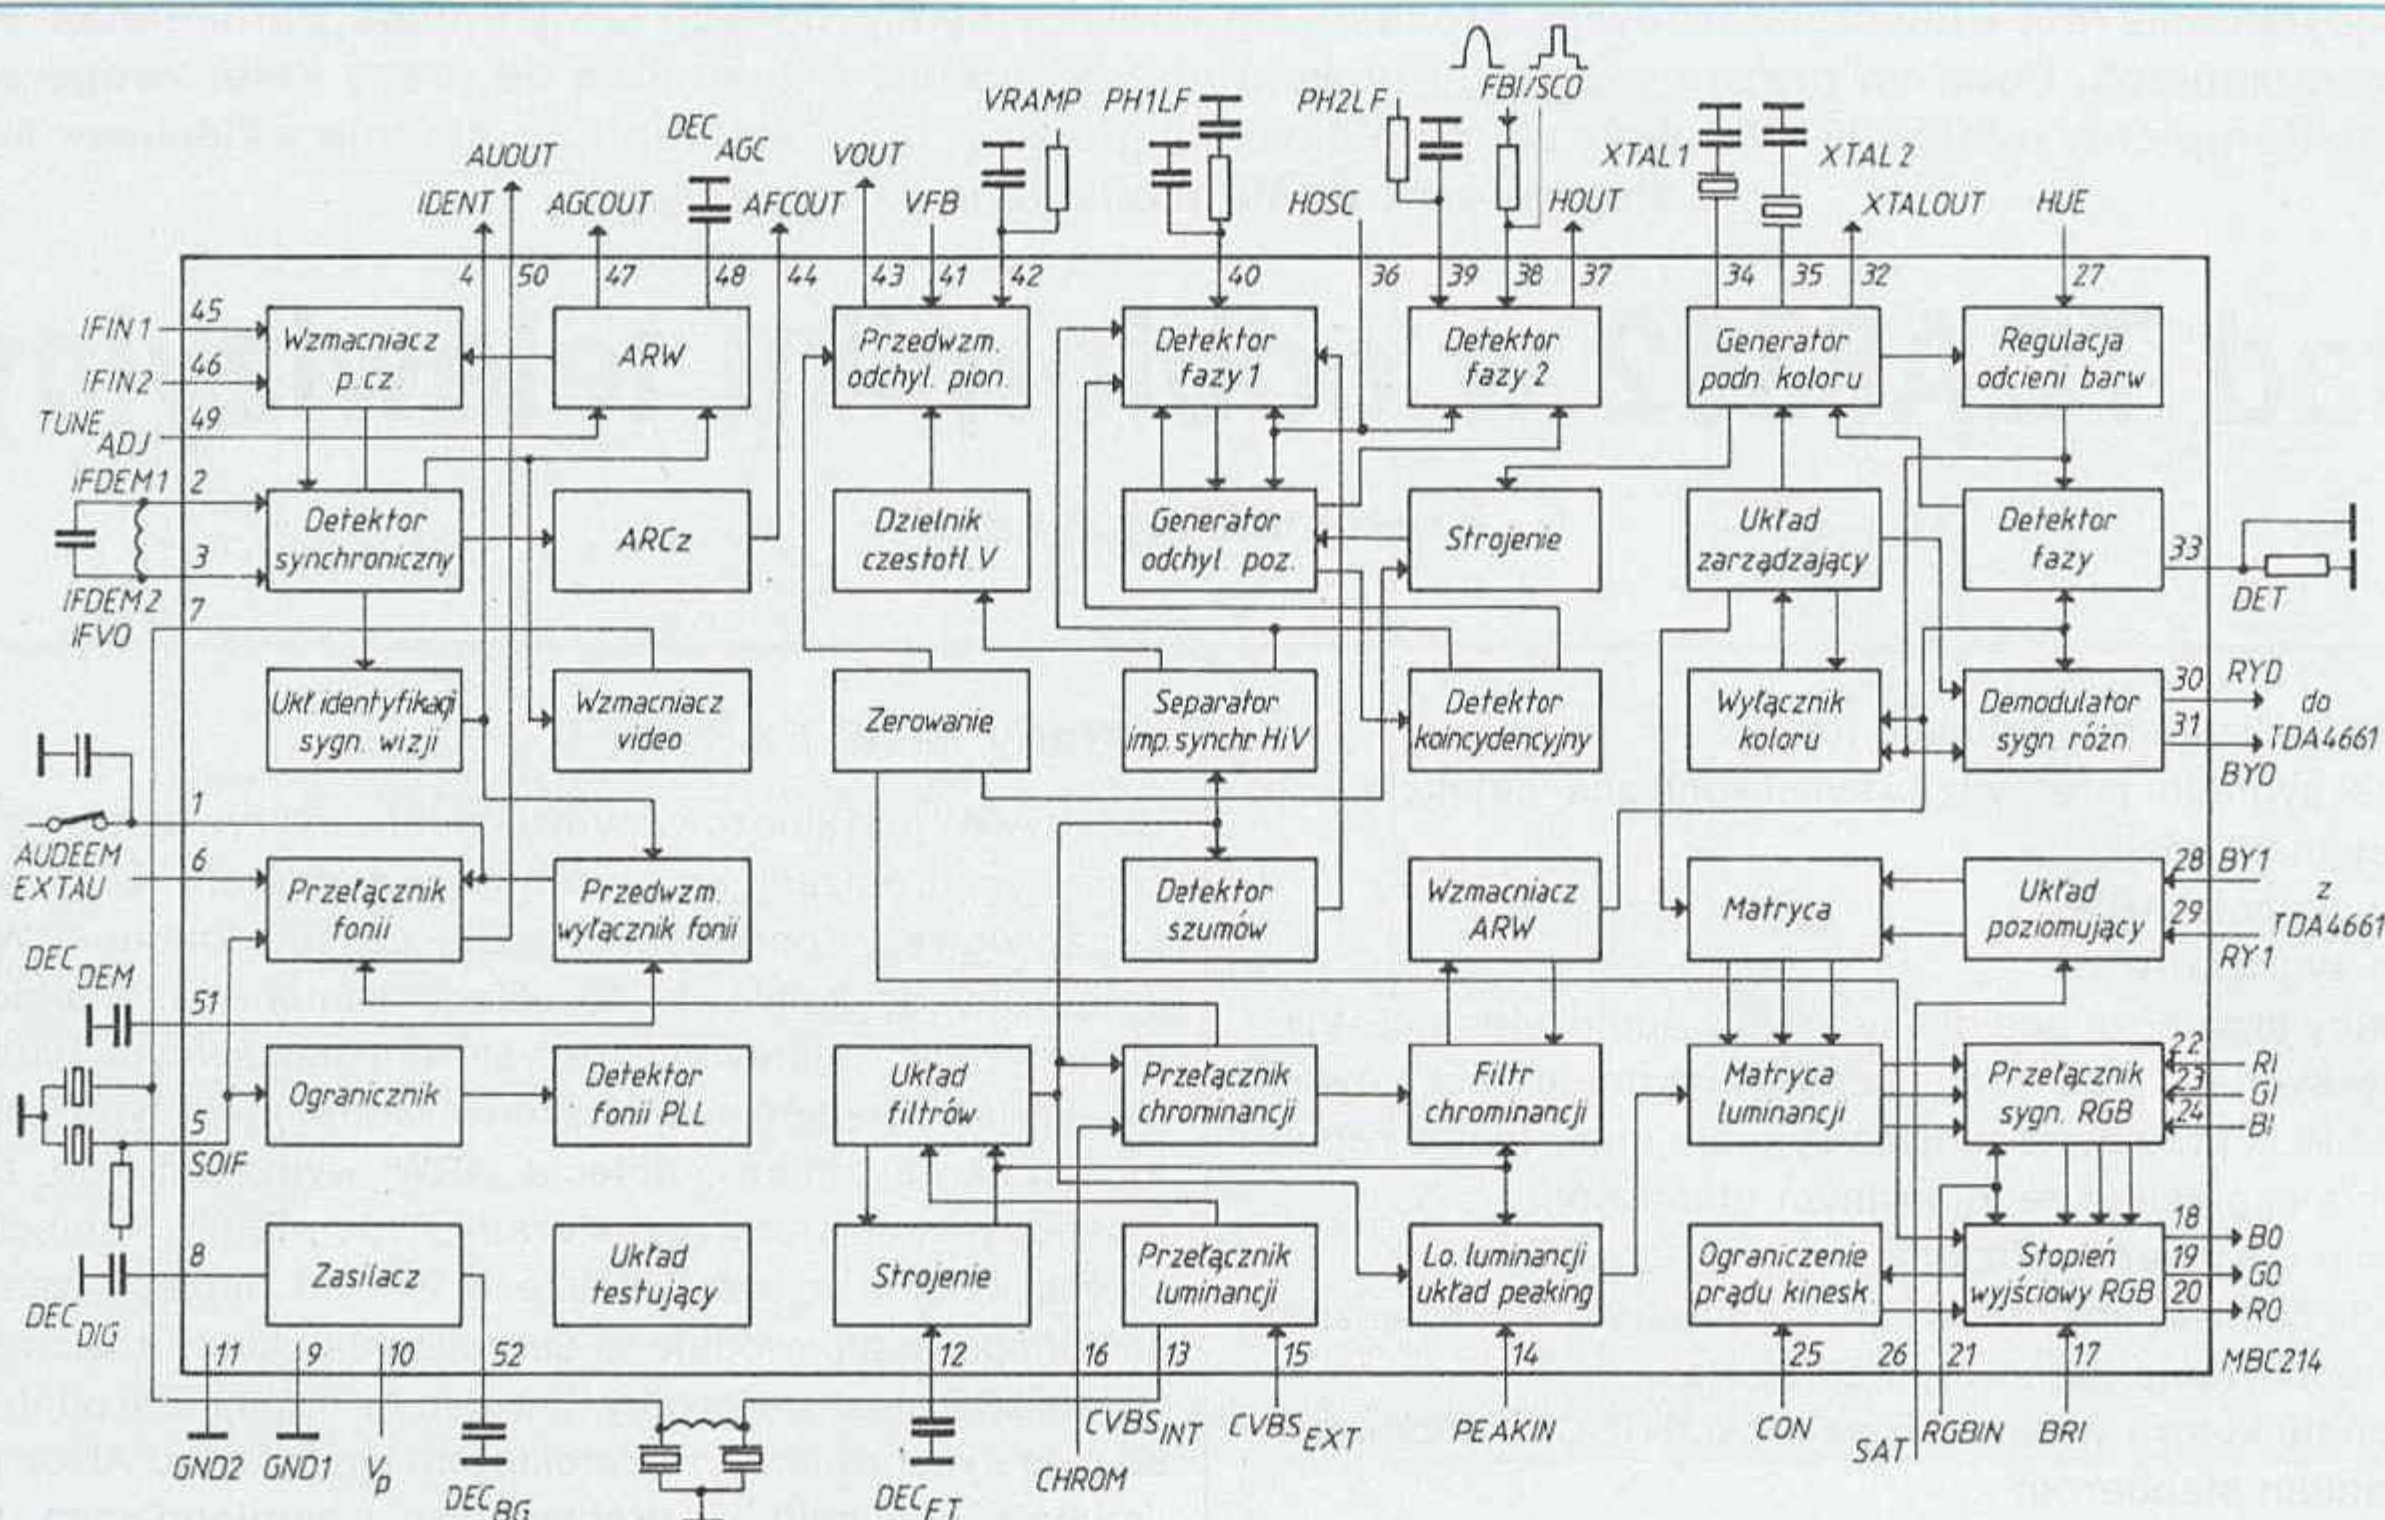 FBI/SCO
VRAMP PH1LF PH2LF
DEC AGC
XTAL1 XTAL2
AUOUT VOUT
IDENT AGCOUT AFCOUT VFB HOSC HOUT XTALOUT HUE
4 50 47 48 44 43 41 42 40 36 39 38 37 34 35 32 27
IFIN1 45
IFIN2 46
TUNE ADJ 49
IFDEM1 2
3
IFDEM2
7
IFVO
Wzmacniacz
p.cz.
ARW
Przedwzm.
odchyl. pion.
Detektor
fazy 1
Detektor
fazy 2
Generator
podn. koloru
Regulacja
odcieni barw
Detektor
synchroniczny
ARCz
Dzielnik
czestotl. V
Generator
odchyl. poz.
Strojenie
Układ
zarządzający
Detektor
fazy
33
DET
Ukł. identyfikacji
sygn. wizji
Wzmacniacz
video
Zerowanie
Separator
imp. synchr HiV
Detektor
koincydencyjny
Wyłącznik
koloru
Demodulator
sygn. różn.
30 RYD
31
do
TDA4661
BYO
1
AUDEEM
6
EXTAU
Przełącznik
fonii
Przedwzm.
wyłącznik fonii
Detektor
szumów
Wzmacniacz
ARW
Matryca
Układ
poziomujący
28 BY1
29
z
TDA4661
RY1
DEC DEM
51
Ogranicznik
Detektor
fonii PLL
Układ
filtrów
Przełącznik
chrominancji
Filtr
chrominancji
Matryca
luminancji
Przełącznik
sygn. RGB
22 RI
23 GI
24 BI
5
SOIF
8
DEC DIG
Zasilacz
Układ
testujący
Strojenie
Przełącznik
luminancji
Lo. luminancji
układ peaking
Ograniczenie
prądu kinesk.
Stopień
wyjściowy RGB
18 BO
19 GO
20 RO
11 9 10 52 12 16 13 15 14 25 26 21 17 MBC214
GND2 GND1 Vp DEC BG DEC FT CHROM CVBS INT CVBS EXT PEAKIN CON SAT RGBIN BRI